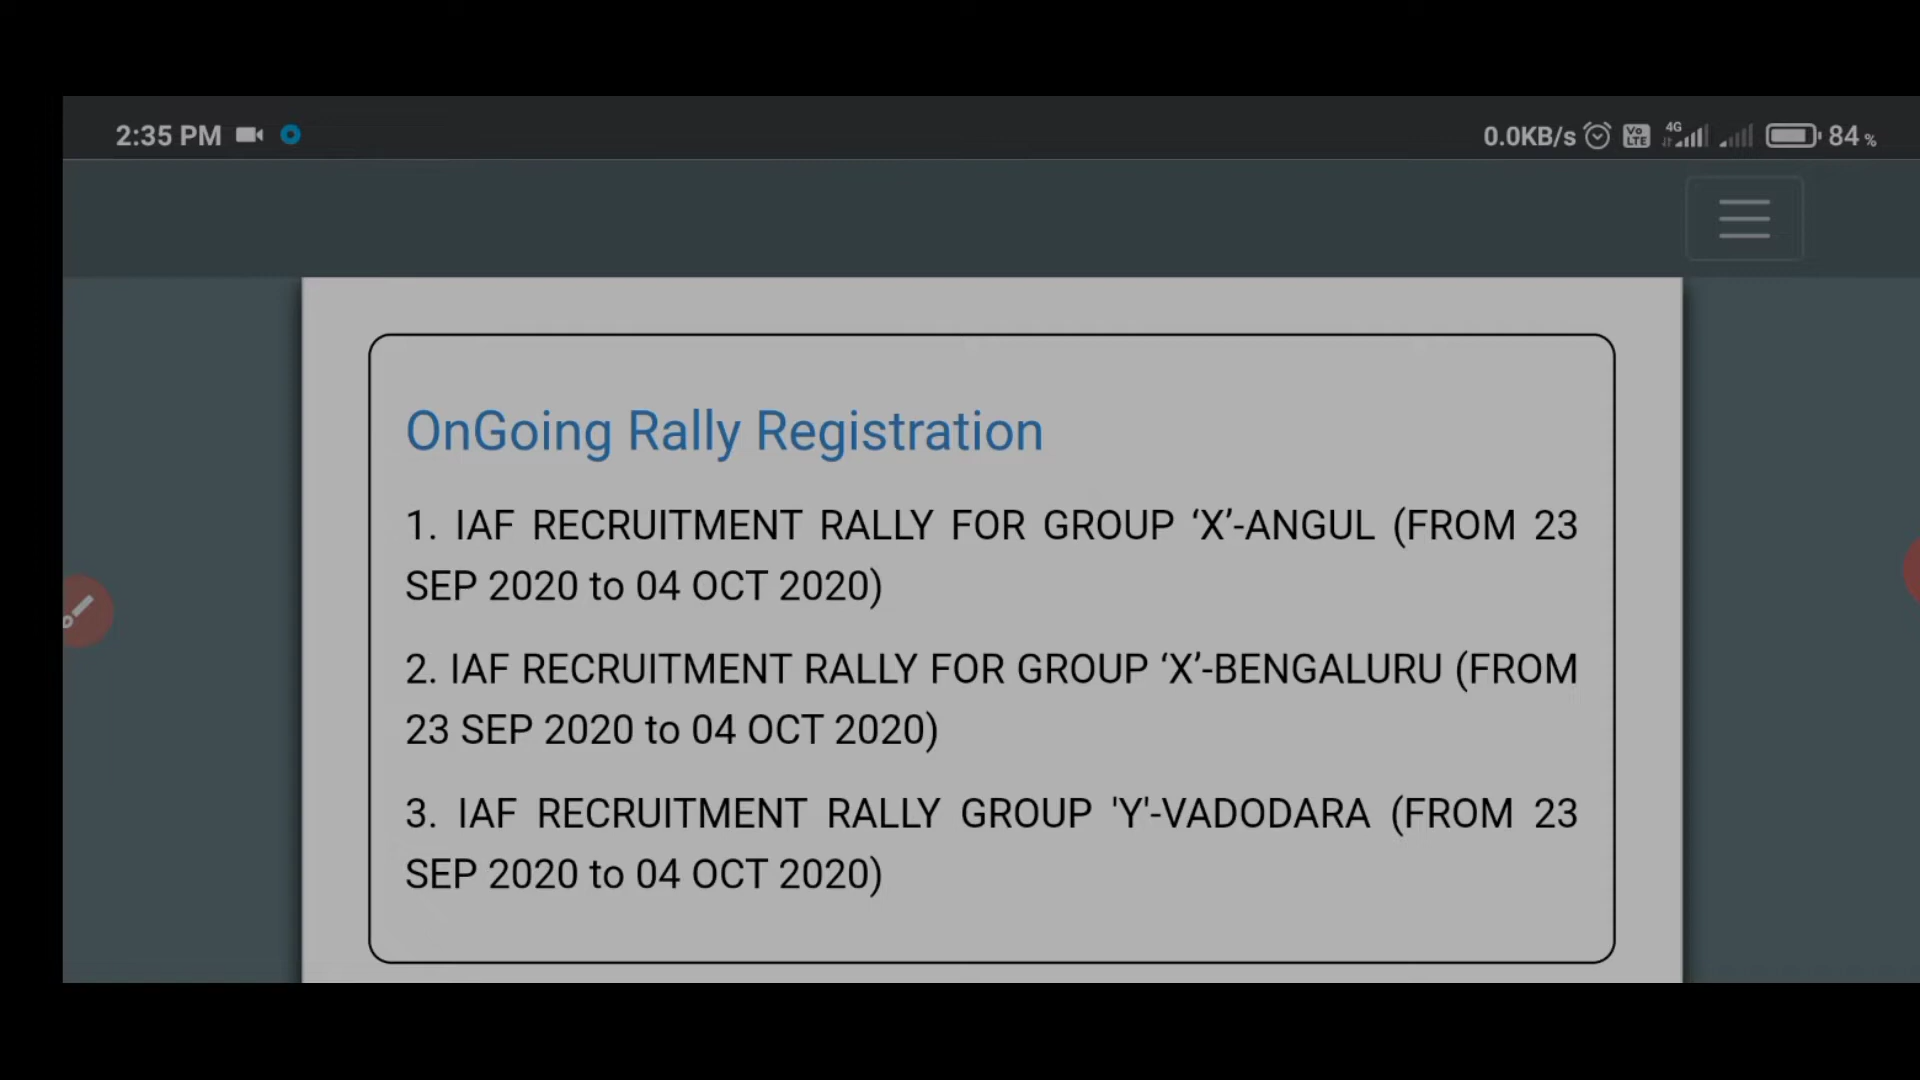 2:35 PM
0.0KB/s
Vo
LTE
4G
84 %
OnGoing Rally Registration
1. IAF RECRUITMENT RALLY FOR GROUP ‘X’-ANGUL (FROM 23
SEP 2020 to 04 OCT 2020)
2. IAF RECRUITMENT RALLY FOR GROUP ‘X’-BENGALURU (FROM
23 SEP 2020 to 04 OCT 2020)
3. IAF RECRUITMENT RALLY GROUP 'Y'-VADODARA (FROM 23
SEP 2020 to 04 OCT 2020)